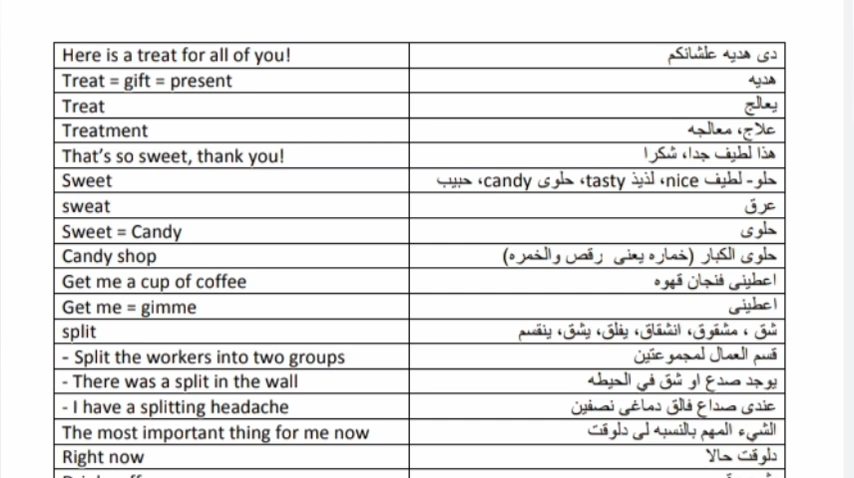 Here is a treat for all of you! دى هديه علشانكم
Treat = gift = present هديه
Treat يعالج
Treatment علاج، معالجه
That's so sweet, thank you! هذا لطيف جدا، شكرا
Sweet حلو- لطيف nice، لذيذ tasty، حلوى candy، حبيب
sweat عرق
Sweet = Candy حلوى
Candy shop حلوى الكبار (خماره يعنى رقص والخمره)
Get me a cup of coffee اعطينى فنجان قهوه
Get me = gimme اعطينى
split شق ، مشقوق، انشقاق، يفلق، يشق، ينقسم
- Split the workers into two groups قسم العمال لمجموعتين
- There was a split in the wall يوجد صدع او شق في الحيطه
- I have a splitting headache عندى صداع فالق دماغى نصفين
The most important thing for me now الشيء المهم بالنسبه لى دلوقت
Right now دلوقت حالا